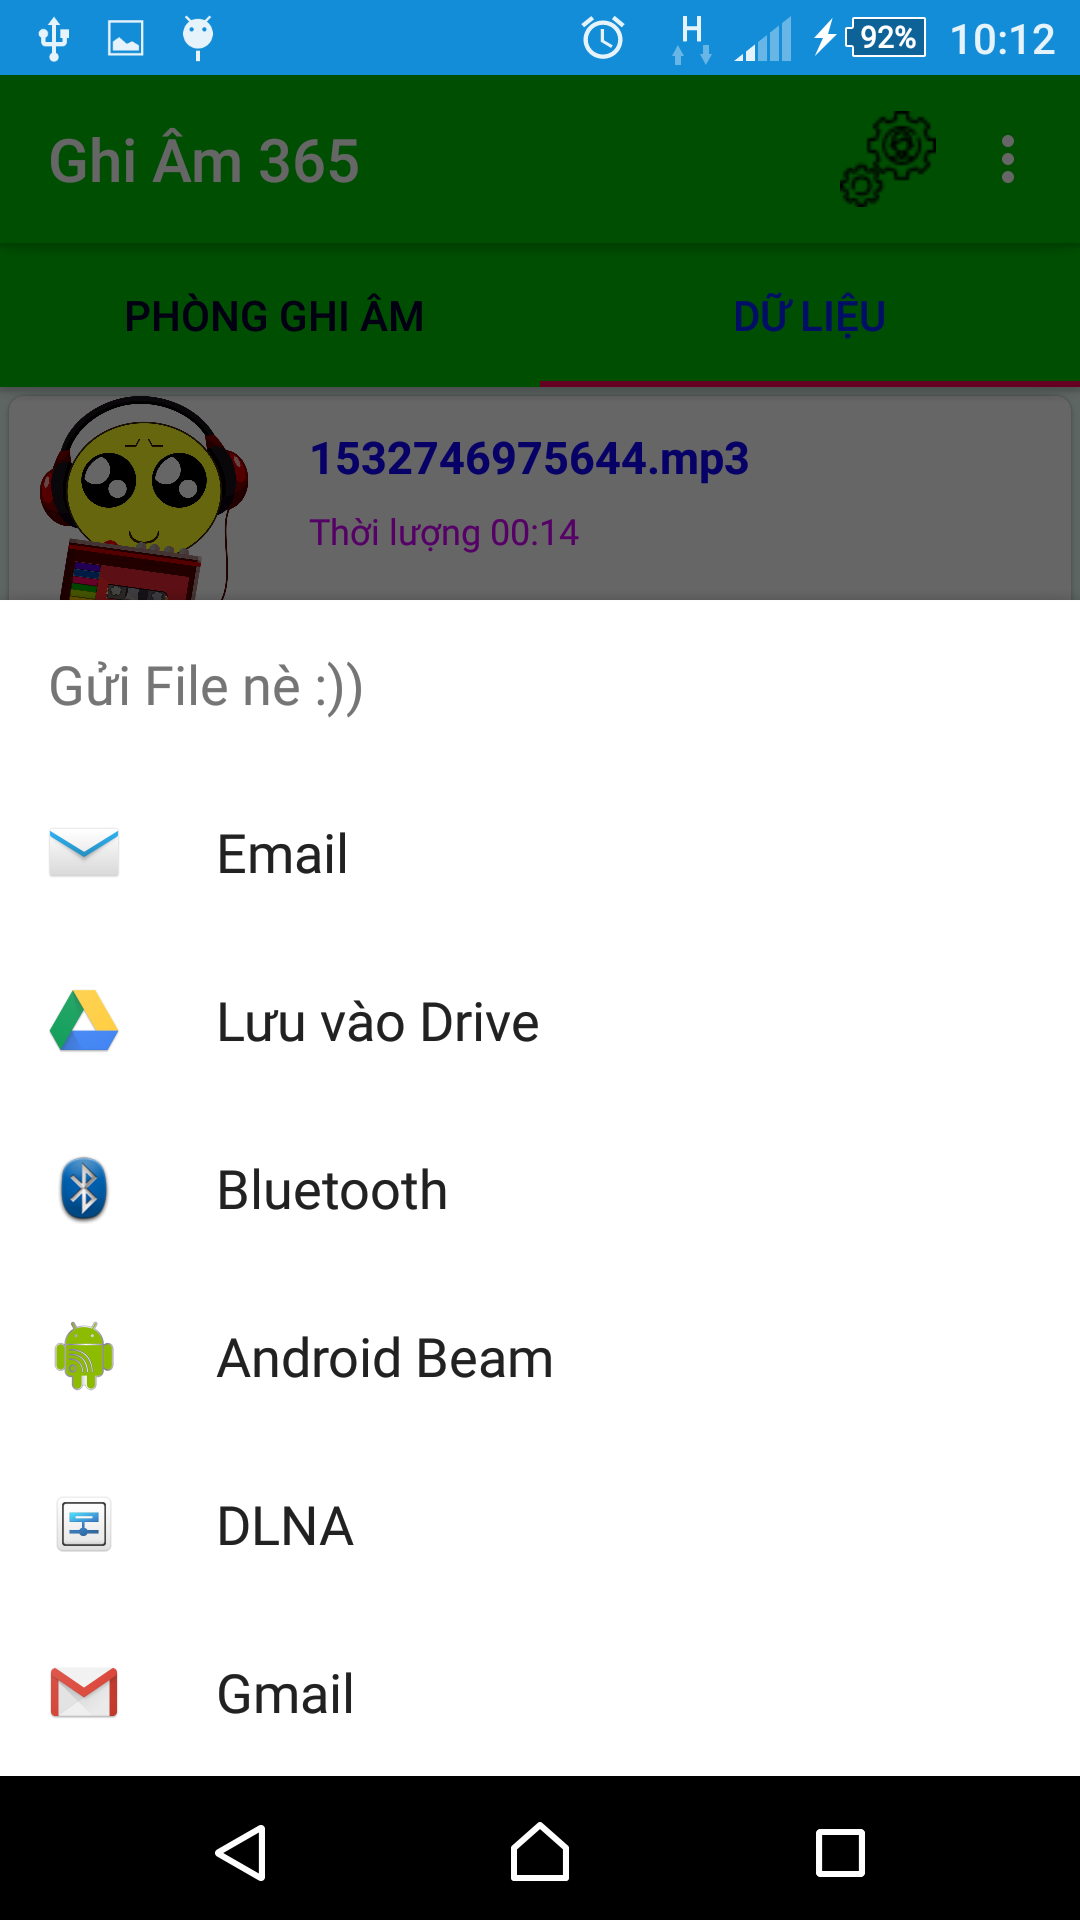 H 92% 10:12
Ghi Âm 365
PHÒNG GHI ÂM DỮ LIỆU
1532746975644.mp3
Thời lượng 00:14
Gửi File nè :))
Email
Lưu vào Drive
Bluetooth
Android Beam
DLNA
Gmail